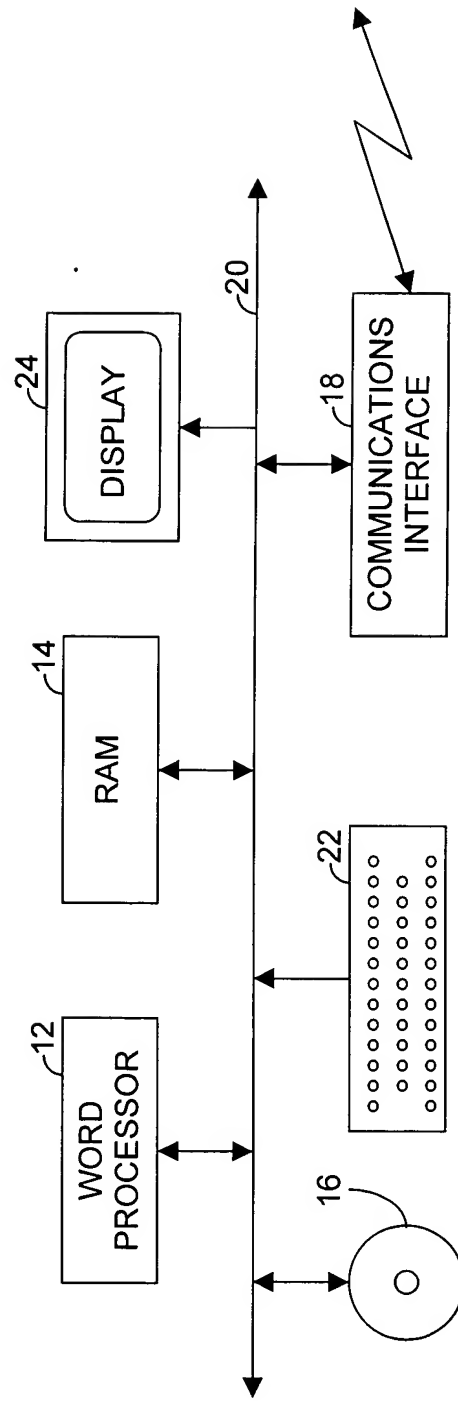 12
WORD
PROCESSOR
14
RAM
24
DISPLAY
20
16
22
18
COMMUNICATIONS
INTERFACE